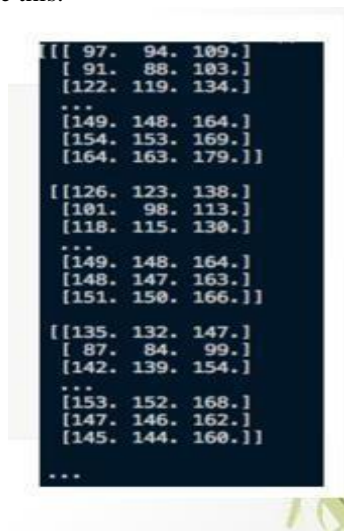 [[[ 97. 94. 109.]
[ 91. 88. 103.]
[122. 119. 134.]
...
[149. 148. 164.]
[154. 153. 169.]
[164. 163. 179.]]
[[126. 123. 138.]
[101. 98. 113.]
[118. 115. 130.]
...
[149. 148. 164.]
[148. 147. 163.]
[151. 150. 166.]]
[[135. 132. 147.]
[ 87. 84. 99.]
[142. 139. 154.]
...
[153. 152. 168.]
[147. 146. 162.]
[145. 144. 160.]]
...